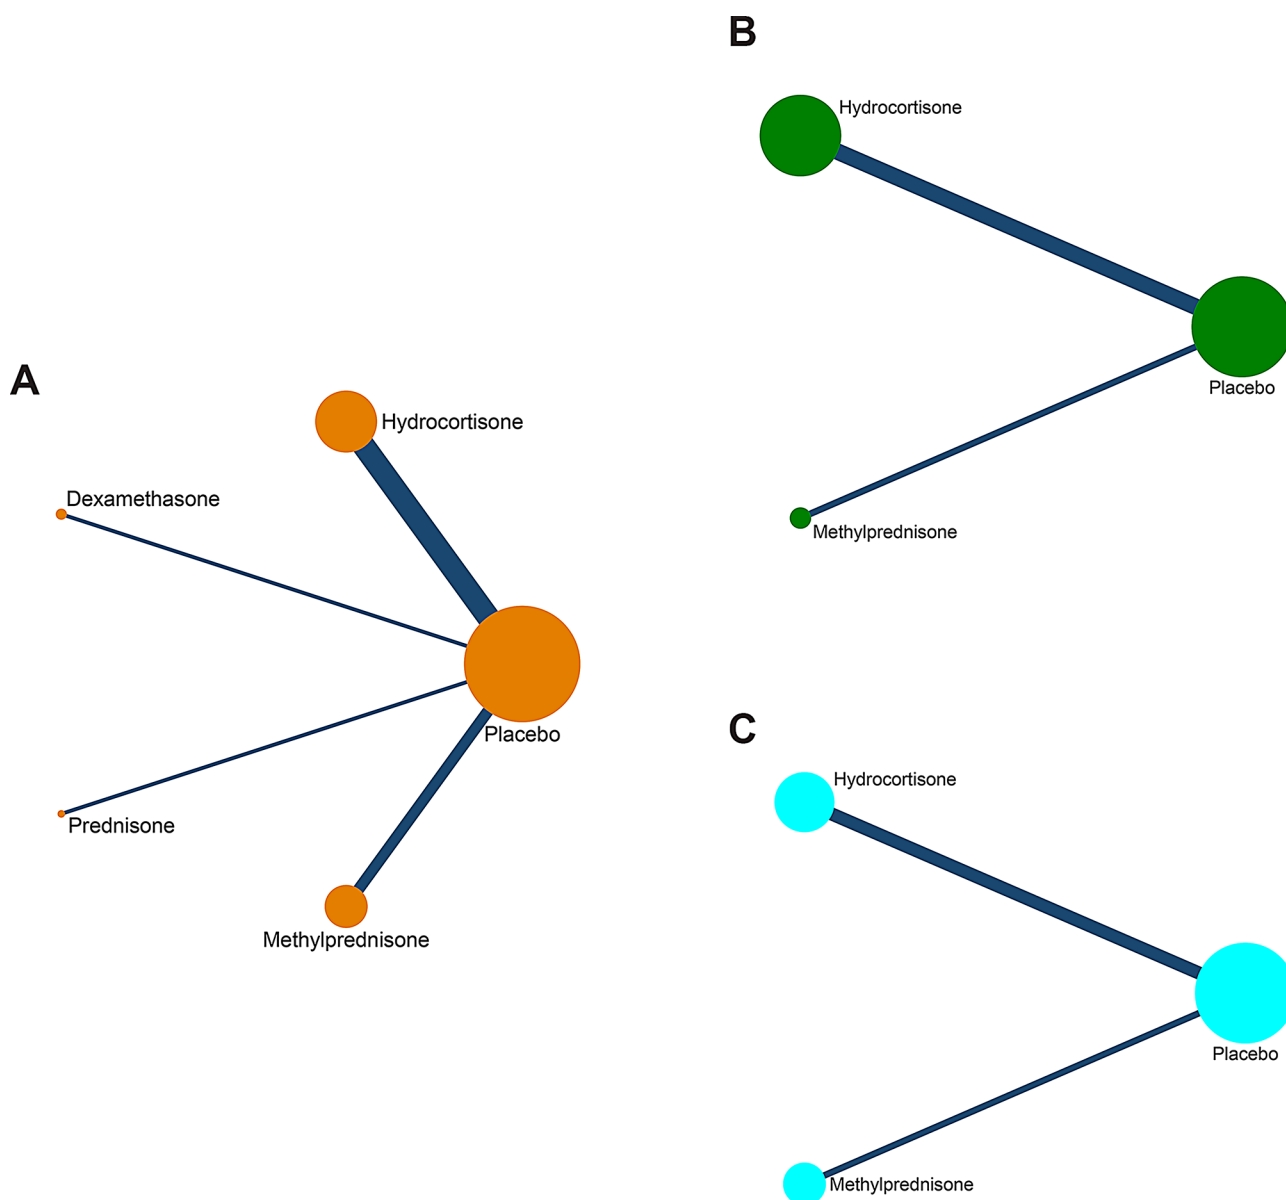 A
Hydrocortisone
Dexamethasone
Placebo
Prednisone
Methylprednisone
B
Hydrocortisone
Placebo
Methylprednisone
C
Hydrocortisone
Placebo
Methylprednisone